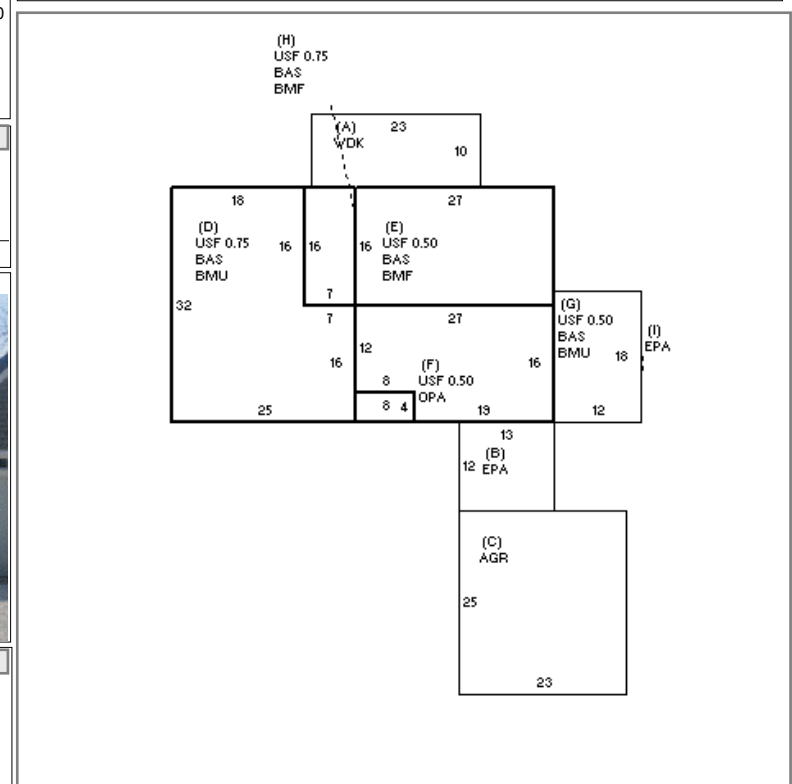 (H)
USF 0.75
BAS
BMF
(A)
WDK
23
10
18
(D)
USF 0.75
BAS
BMU
16
16
7
32
27
16
(E)
USF 0.50
BAS
BMF
7
16
25
27
12
16
(F)
USF 0.50
OPA
8
8
4
19
(G)
USF 0.50
BAS
BMU
18
12
(I)
EPA
13
12
(B)
EPA
(C)
AGR
25
23